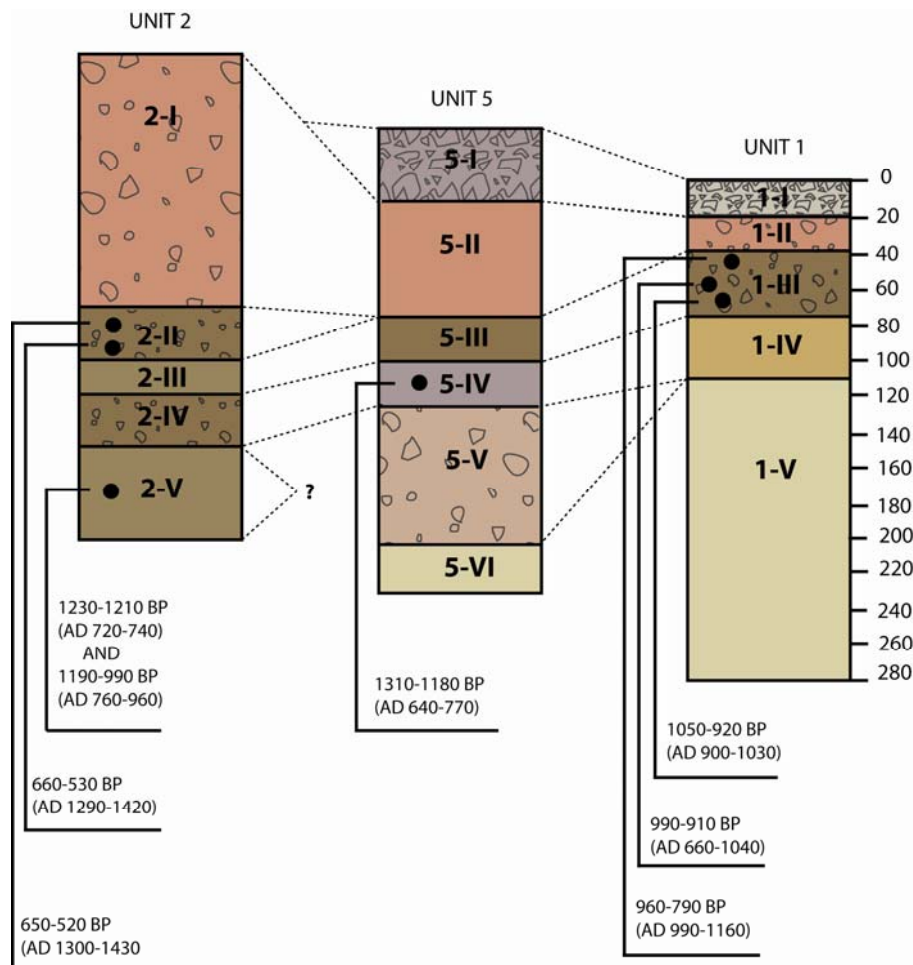 UNIT 2
2-I
2-II
2-III
2-IV
2-V
UNIT 5
5-I
5-II
5-III
5-IV
5-V
5-VI
UNIT 1
1-I
1-II
1-III
1-IV
1-V
0
20
40
60
80
100
120
140
160
180
200
220
240
260
280
?
1230-1210 BP
(AD 720-740)
AND
1190-990 BP
(AD 760-960)
660-530 BP
(AD 1290-1420)
650-520 BP
(AD 1300-1430
1310-1180 BP
(AD 640-770)
1050-920 BP
(AD 900-1030)
990-910 BP
(AD 660-1040)
960-790 BP
(AD 990-1160)